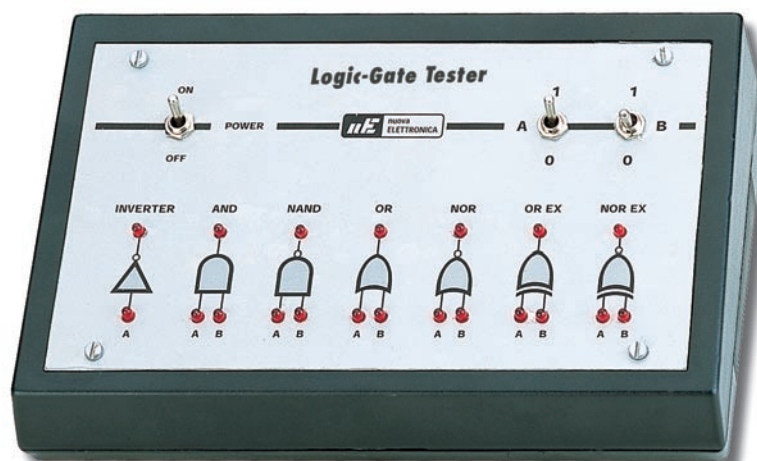 Logic-Gate Tester
ON
1 1
POWER
nE nuova
ELETTRONICA
A B
OFF
0 0
INVERTER AND NAND OR NOR OR EX NOR EX
A A B A B A B A B A B A B